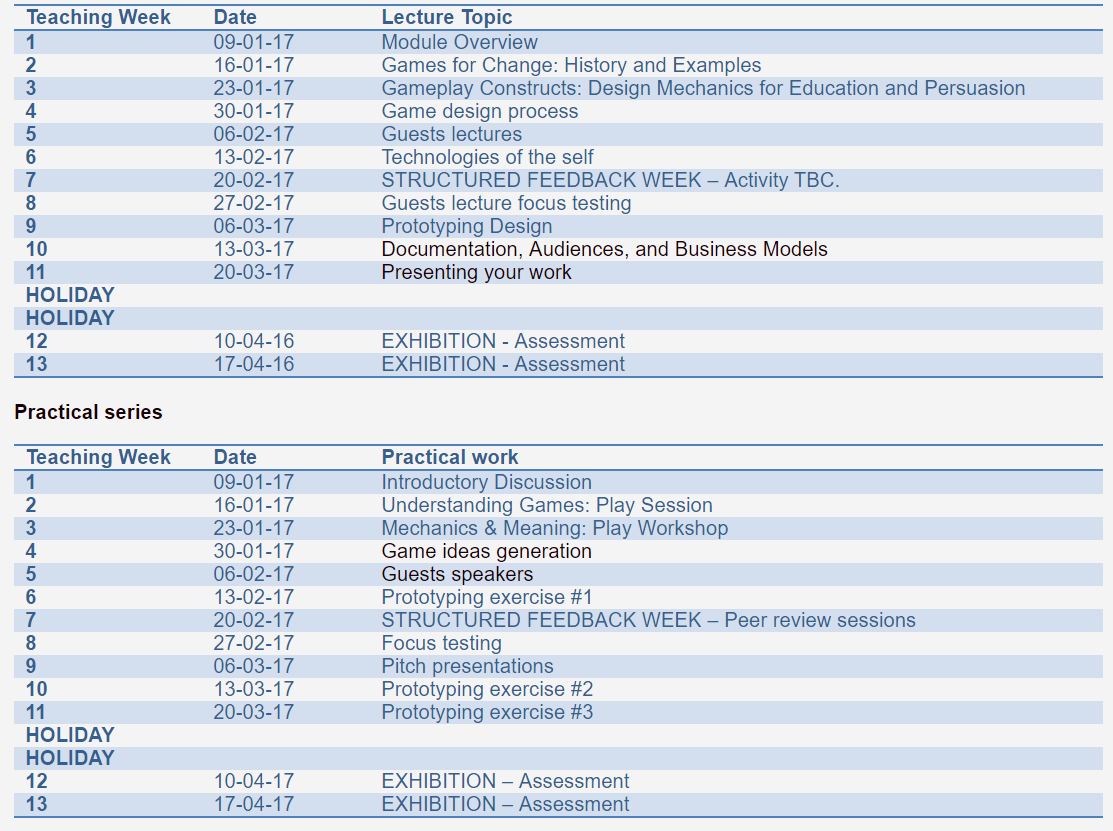 Teaching Week Date Lecture Topic
1 09-01-17 Module Overview
2 16-01-17 Games for Change: History and Examples
3 23-01-17 Gameplay Constructs: Design Mechanics for Education and Persuasion
4 30-01-17 Game design process
5 06-02-17 Guests lectures
6 13-02-17 Technologies of the self
7 20-02-17 STRUCTURED FEEDBACK WEEK – Activity TBC.
8 27-02-17 Guests lecture focus testing
9 06-03-17 Prototyping Design
10 13-03-17 Documentation, Audiences, and Business Models
11 20-03-17 Presenting your work
HOLIDAY
HOLIDAY
12 10-04-16 EXHIBITION - Assessment
13 17-04-16 EXHIBITION - Assessment
Practical series
Teaching Week Date Practical work
1 09-01-17 Introductory Discussion
2 16-01-17 Understanding Games: Play Session
3 23-01-17 Mechanics & Meaning: Play Workshop
4 30-01-17 Game ideas generation
5 06-02-17 Guests speakers
6 13-02-17 Prototyping exercise #1
7 20-02-17 STRUCTURED FEEDBACK WEEK – Peer review sessions
8 27-02-17 Focus testing
9 06-03-17 Pitch presentations
10 13-03-17 Prototyping exercise #2
11 20-03-17 Prototyping exercise #3
HOLIDAY
HOLIDAY
12 10-04-17 EXHIBITION – Assessment
13 17-04-17 EXHIBITION – Assessment